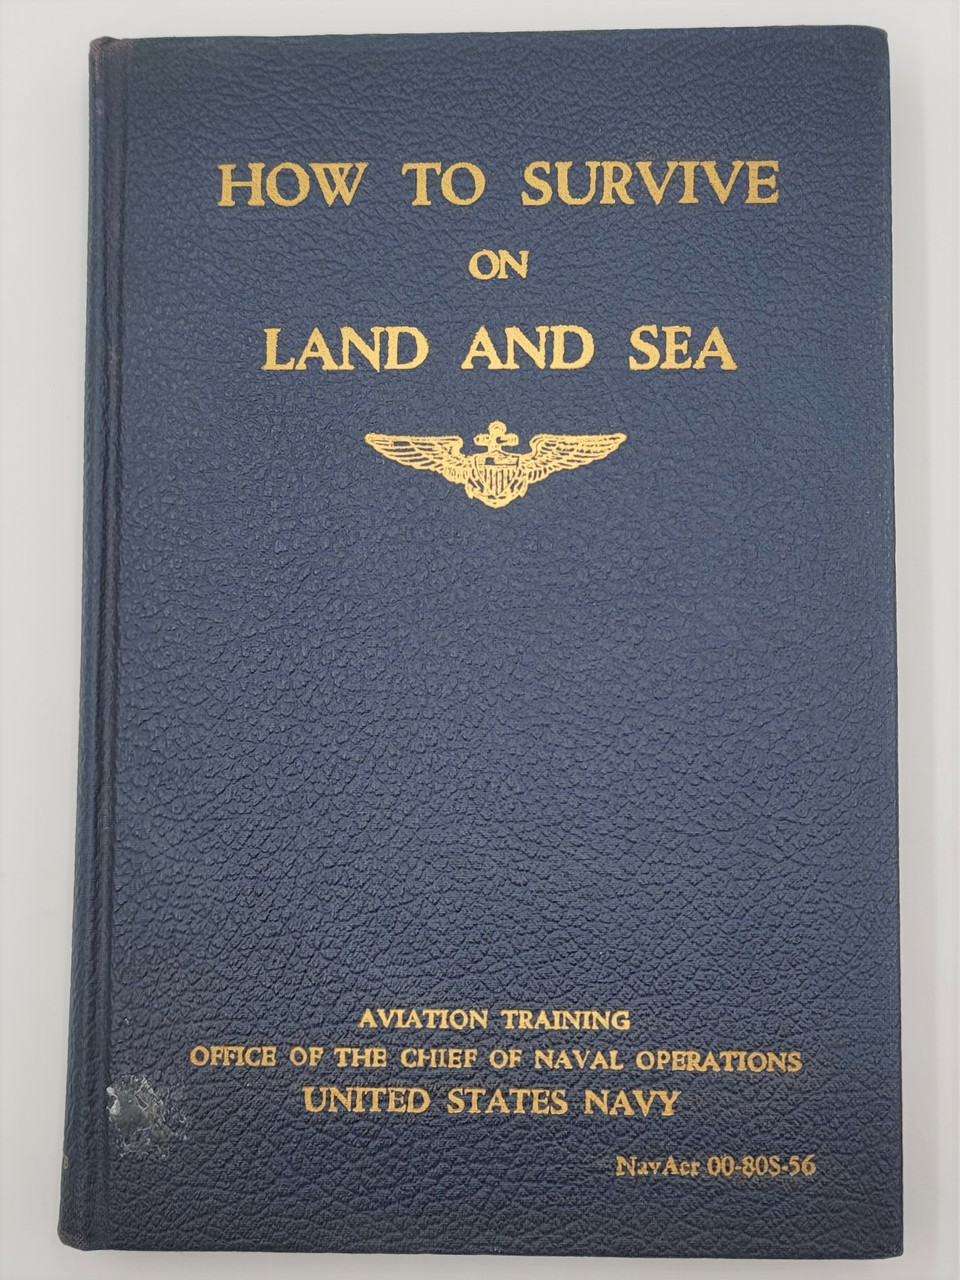 HOW TO SURVIVE
ON
LAND AND SEA
AVIATION TRAINING
OFFICE OF THE CHIEF OF NAVAL OPERATIONS
UNITED STATES NAVY
NavAer 00-80S-56